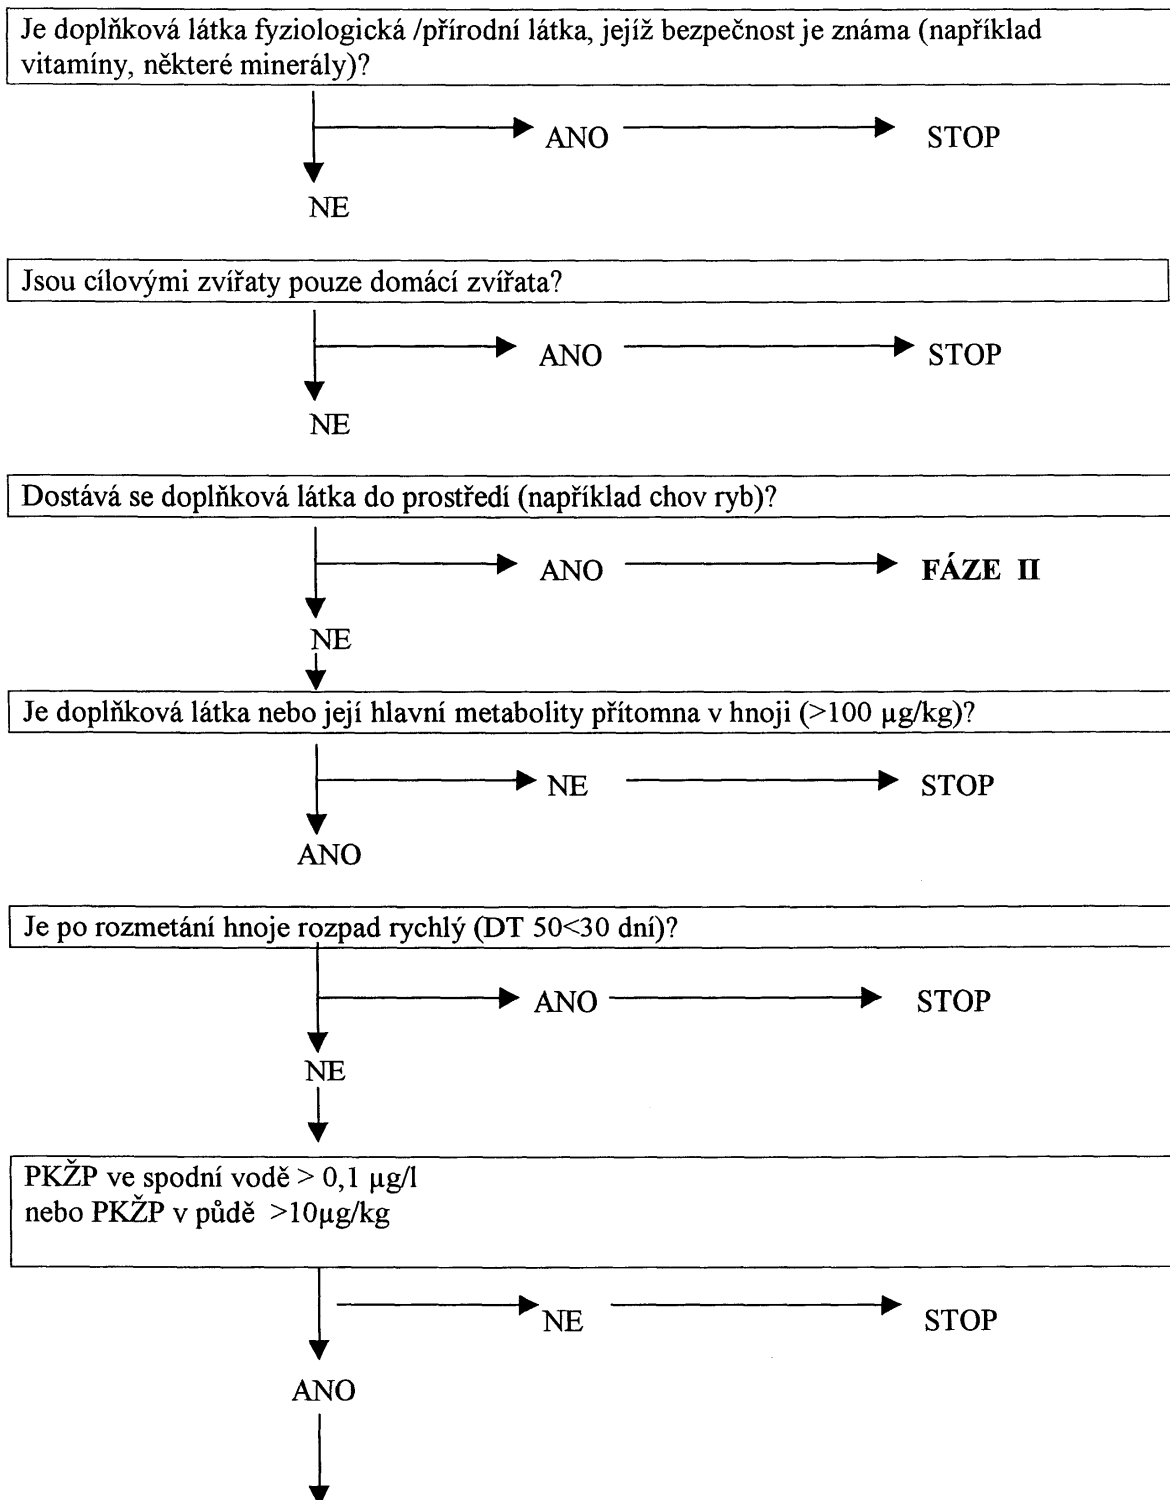 Je doplňková látka fyziologická /přírodní látka, jejíž bezpečnost je známa (například
vitamíny, některé minerály)?
ANO STOP
NE
Jsou cílovými zvířaty pouze domácí zvířata?
ANO STOP
NE
Dostává se doplňková látka do prostředí (například chov ryb)?
ANO FÁZE II
NE
Je doplňková látka nebo její hlavní metabolity přítomna v hnoji (>100 µg/kg)?
NE STOP
ANO
Je po rozmetání hnoje rozpad rychlý (DT 50<30 dní)?
ANO STOP
NE
PKŽP ve spodní vodě > 0,1 µg/l
nebo PKŽP v půdě >10µg/kg
NE STOP
ANO